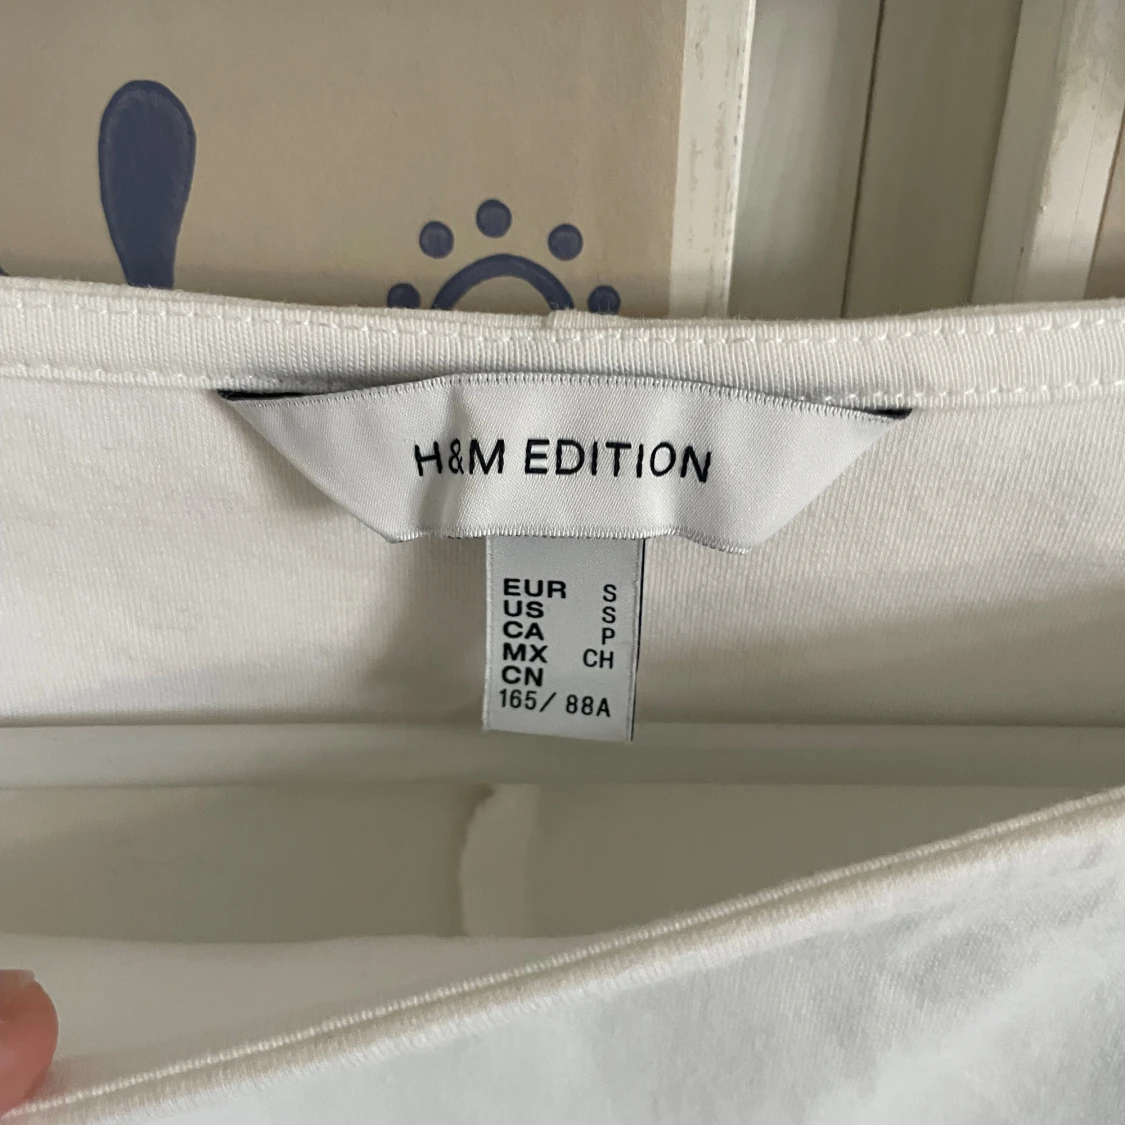 H&M EDITION
EUR S
US S
CA P
MX CH
CN
165/ 88A